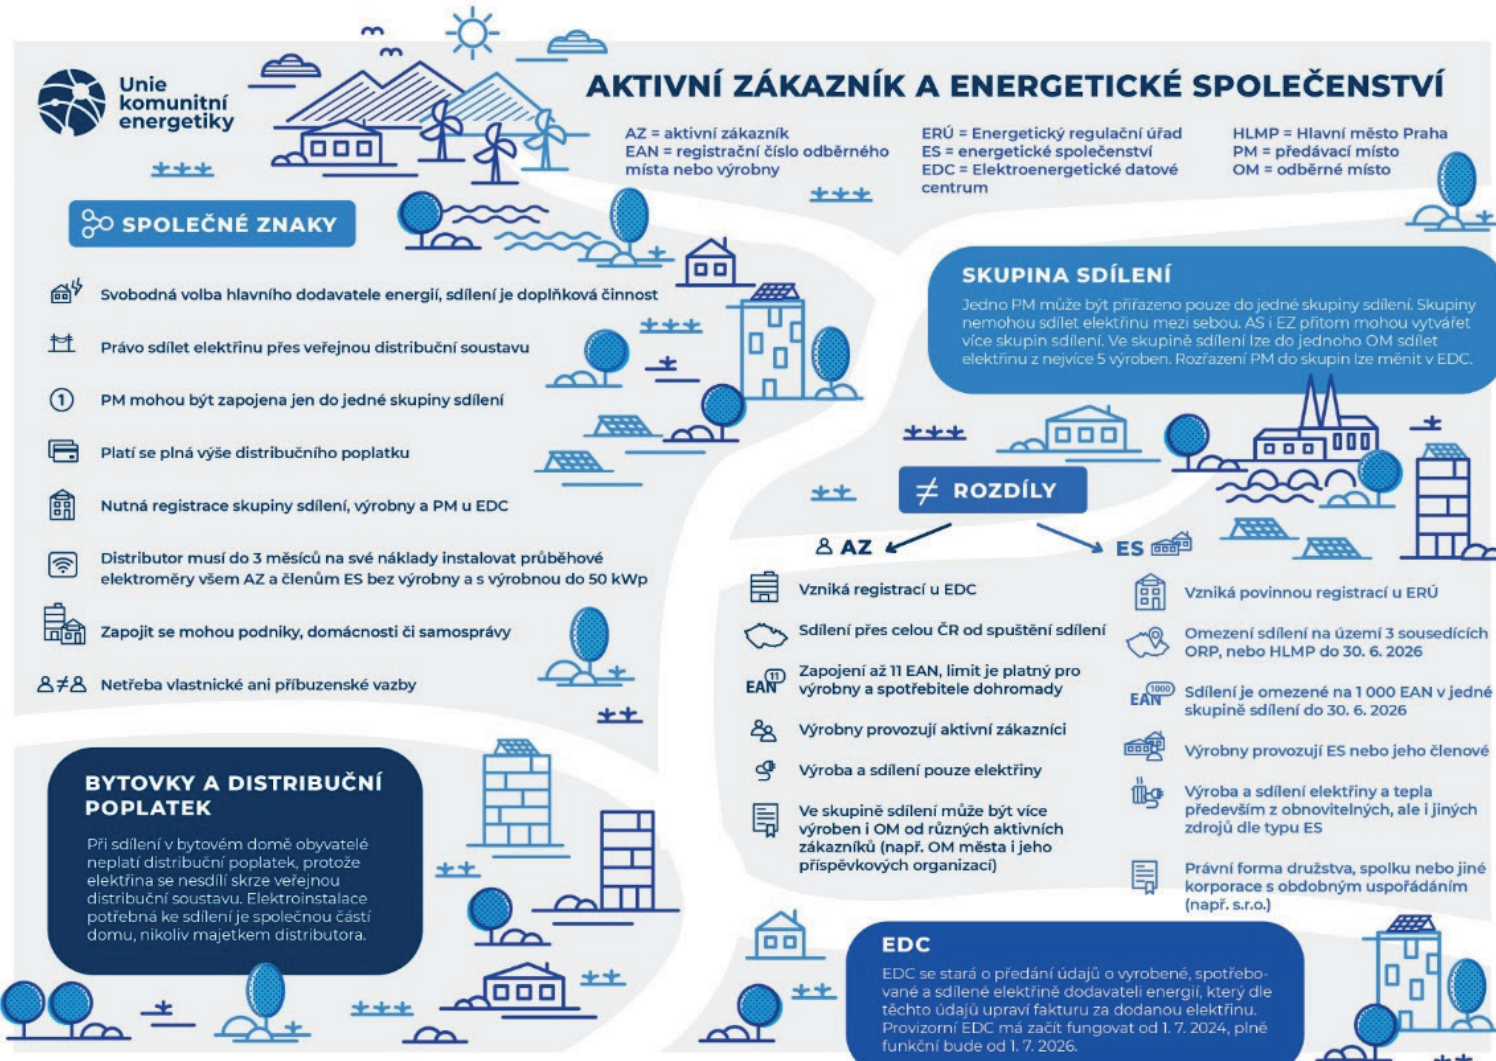 Unie
komunitní
energetiky
AKTIVNÍ ZÁKAZNÍK A ENERGETICKÉ SPOLEČENSTVÍ
AZ = aktivní zákazník
EAN = registrační číslo odběrného
místa nebo výrobny
ERÚ = Energetický regulační úřad
ES = energetické společenství
EDC = Elektroenergetické datové
centrum
HLMP = Hlavní město Praha
PM = předávací místo
OM = odběrné místo
SPOLEČNÉ ZNAKY
Svobodná volba hlavního dodavatele energií, sdílení je doplňková činnost
Právo sdílet elektřinu přes veřejnou distribuční soustavu
1
PM mohou být zapojena jen do jedné skupiny sdílení
Platí se plná výše distribučního poplatku
Nutná registrace skupiny sdílení, výrobny a PM u EDC
Distributor musí do 3 měsíců na své náklady instalovat průběhové
elektroměry všem AZ a členům ES bez výrobny a s výrobnou do 50 kWp
Zapojit se mohou podniky, domácnosti či samosprávy
≠
Netřeba vlastnické ani příbuzenské vazby
BYTOVKY A DISTRIBUČNÍ
POPLATEK
Při sdílení v bytovém domě obyvatelé
neplatí distribuční poplatek, protože
elektřina se nesdílí skrze veřejnou
distribuční soustavu. Elektroinstalace
potřebná ke sdílení je společnou částí
domu, nikoliv majetkem distributora.
SKUPINA SDÍLENÍ
Jedno PM může být přiřazeno pouze do jedné skupiny sdílení. Skupiny
nemohou sdílet elektřinu mezi sebou. AS i EZ přitom mohou vytvářet
více skupin sdílení. Ve skupině sdílení lze do jednoho OM sdílet
elektřinu z nejvíce 5 výroben. Rozřazení PM do skupin lze měnit v EDC.
≠ ROZDÍLY
AZ
Vzniká registrací u EDC
Sdílení přes celou ČR od spuštění sdílení
EAN 11
Zapojení až 11 EAN, limit je platný pro
výrobny a spotřebitele dohromady
Výrobny provozují aktivní zákazníci
Výroba a sdílení pouze elektřiny
Ve skupině sdílení může být více
výroben i OM od různých aktivních
zákazníků (např. OM města i jeho
příspěvkových organizací)
ES
Vzniká povinnou registrací u ERÚ
Omezení sdílení na území 3 sousedících
ORP, nebo HLMP do 30. 6. 2026
EAN 1000
Sdílení je omezené na 1 000 EAN v jedné
skupině sdílení do 30. 6. 2026
Výrobny provozují ES nebo jeho členové
Výroba a sdílení elektřiny a tepla
především z obnovitelných, ale i jiných
zdrojů dle typu ES
Právní forma družstva, spolku nebo jiné
korporace s obdobným uspořádáním
(např. s.r.o.)
EDC
EDC se stará o předání údajů o vyrobené, spotřebo-
vané a sdílené elektřině dodavateli energií, který dle
těchto údajů upraví fakturu za dodanou elektřinu.
Provizorní EDC má začít fungovat od 1. 7. 2024, plně
funkční bude od 1. 7. 2026.